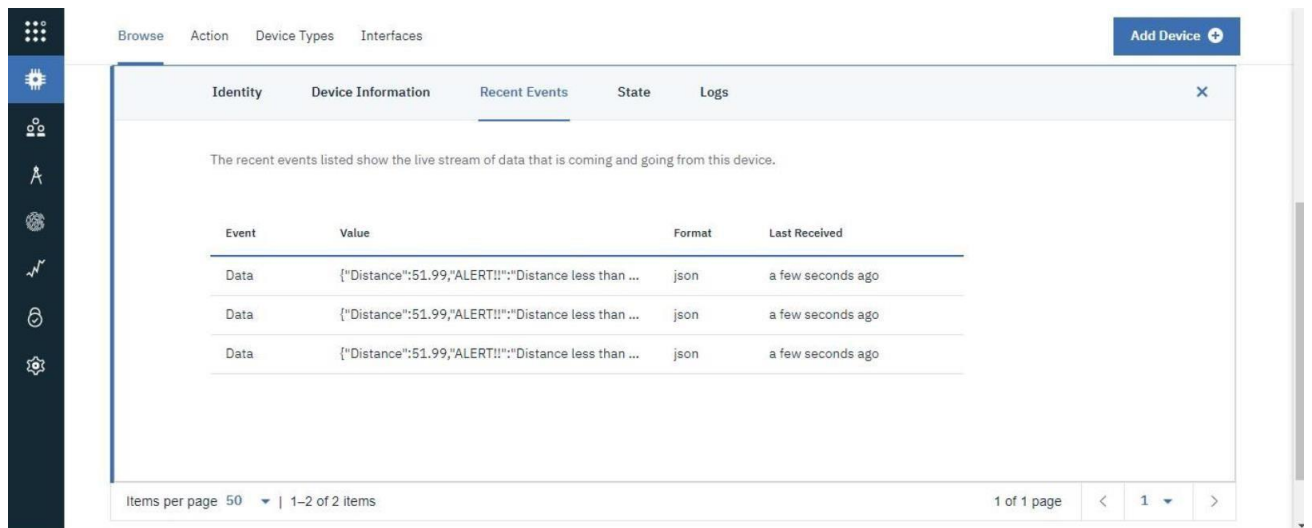 Browse Action Device Types Interfaces Add Device
Identity Device Information Recent Events State Logs
The recent events listed show the live stream of data that is coming and going from this device.
Event Value Format Last Received
Data {"Distance":51.99,"ALERT!!":"Distance less than ... json a few seconds ago
Data {"Distance":51.99,"ALERT!!":"Distance less than ... json a few seconds ago
Data {"Distance":51.99,"ALERT!!":"Distance less than ... json a few seconds ago
Items per page 50 | 1–2 of 2 items 1 of 1 page 1